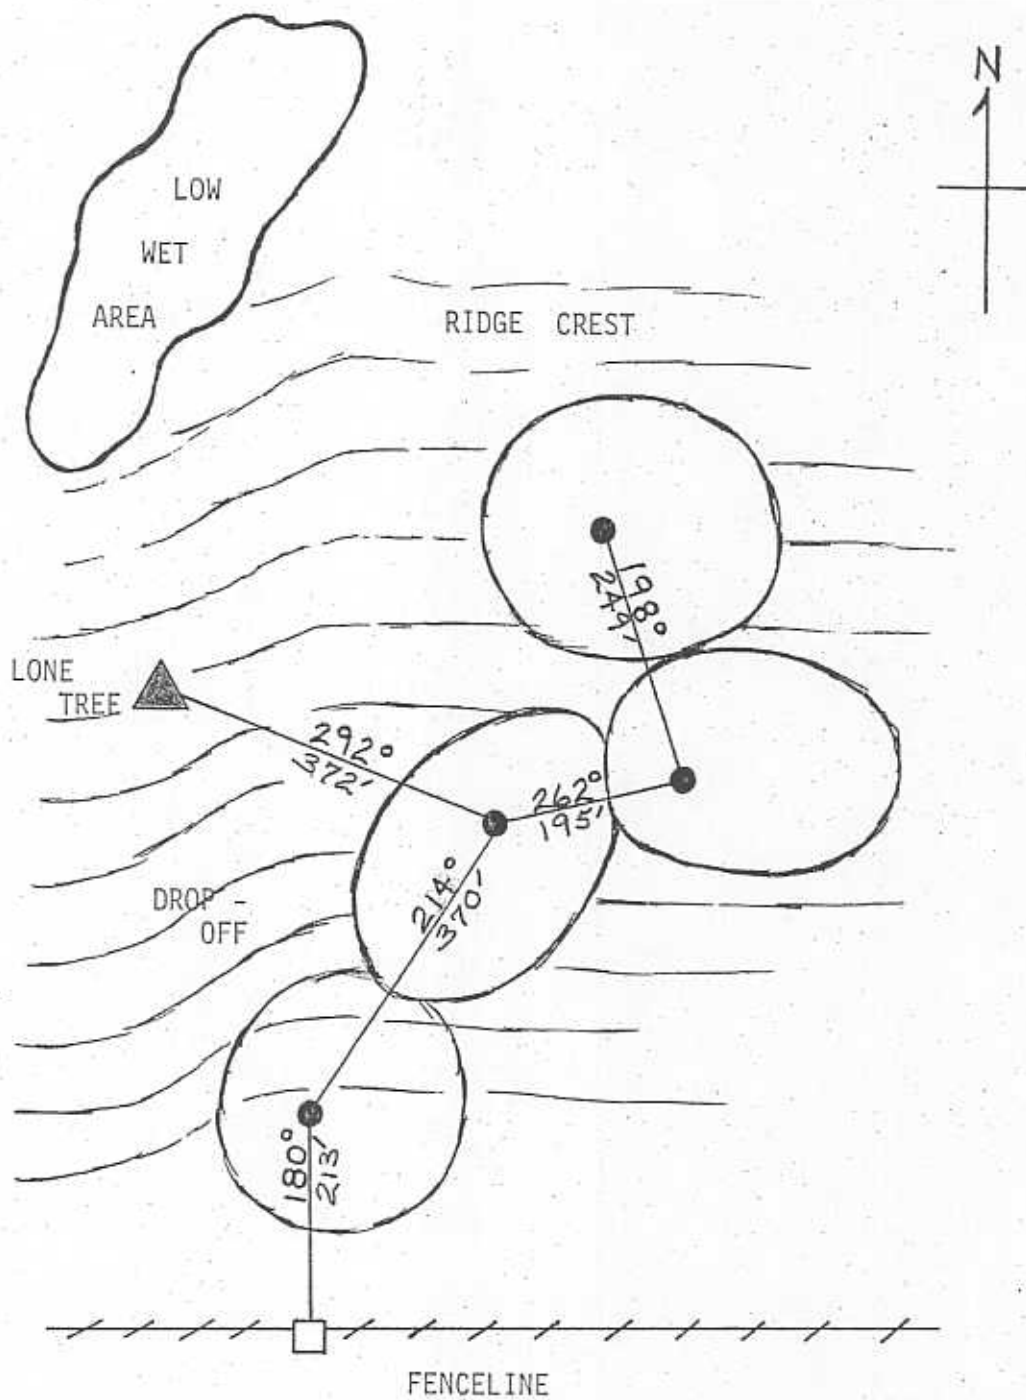 N
LOW
WET
AREA
RIDGE CREST
198°
249'
LONE
TREE
292°
372'
262°
195'
214°
370'
DROP -
OFF
180°
213'
FENCELINE